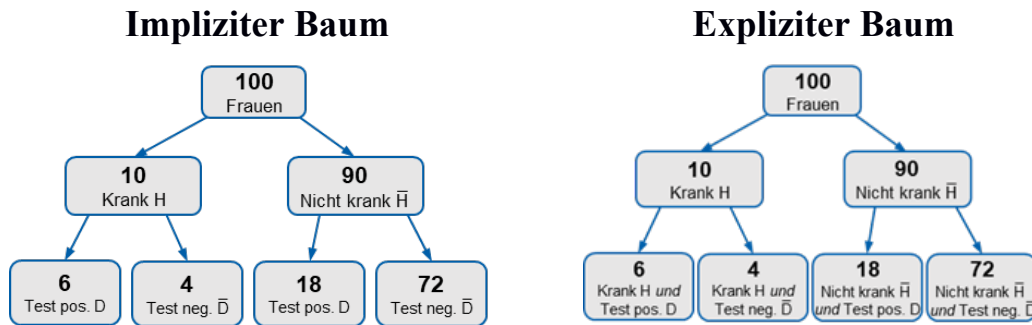 Impliziter Baum
100
Frauen
10
Krank H
90
Nicht krank H̅
6
Test pos. D
4
Test neg. D̅
18
Test pos. D
72
Test neg. D̅
Expliziter Baum
100
Frauen
10
Krank H
90
Nicht krank H̅
6
Krank H und
Test pos. D
4
Krank H und
Test neg. D̅
18
Nicht krank H̅
und Test pos. D
72
Nicht krank H̅
und Test neg. D̅